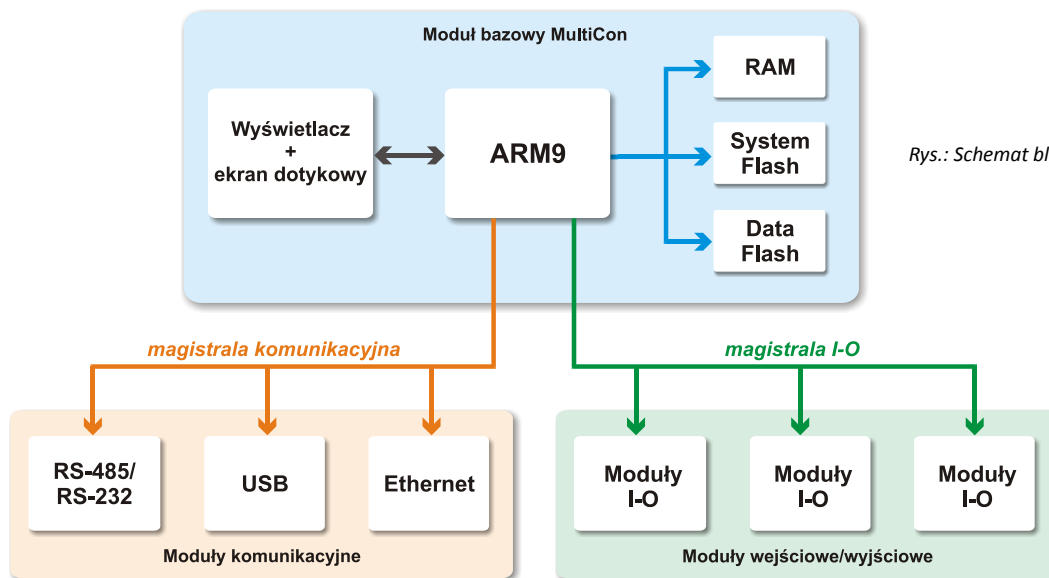 Moduł bazowy MultiCon
Wyświetlacz
+
ekran dotykowy
ARM9
RAM
System
Flash
Data
Flash
Rys.: Schemat bl
magistrala komunikacyjna
magistrala I-O
RS-485/
RS-232
USB
Ethernet
Moduły komunikacyjne
Moduły
I-O
Moduły
I-O
Moduły
I-O
Moduły wejściowe/wyjściowe